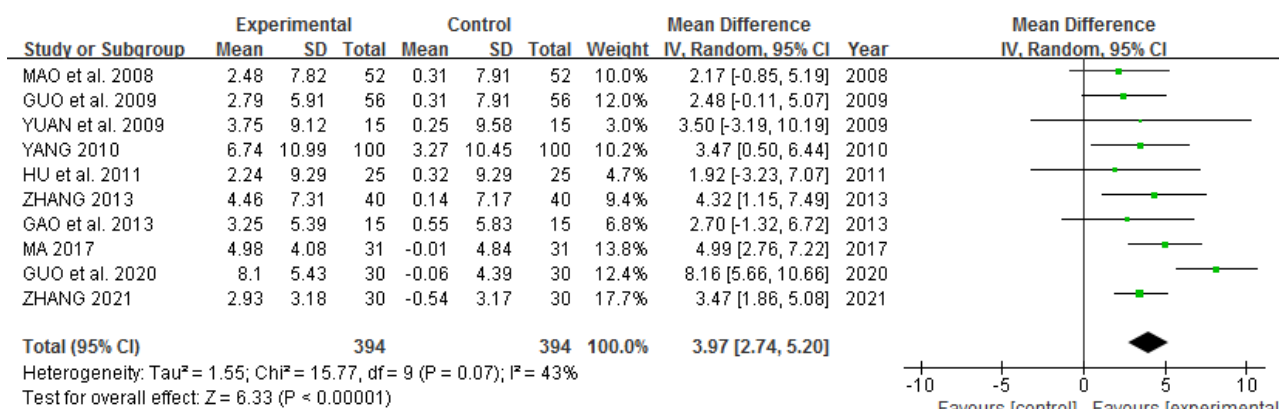 Experimental Control Mean Difference Mean Difference
Study or Subgroup Mean SD Total Mean SD Total Weight IV, Random, 95% CI Year IV, Random, 95% CI
MAO et al. 2008 2.48 7.82 52 0.31 7.91 52 10.0% 2.17 [-0.85, 5.19] 2008
GUO et al. 2009 2.79 5.91 56 0.31 7.91 56 12.0% 2.48 [-0.11, 5.07] 2009
YUAN et al. 2009 3.75 9.12 15 0.25 9.58 15 3.0% 3.50 [-3.19, 10.19] 2009
YANG 2010 6.74 10.99 100 3.27 10.45 100 10.2% 3.47 [0.50, 6.44] 2010
HU et al. 2011 2.24 9.29 25 0.32 9.29 25 4.7% 1.92 [-3.23, 7.07] 2011
ZHANG 2013 4.46 7.31 40 0.14 7.17 40 9.4% 4.32 [1.15, 7.49] 2013
GAO et al. 2013 3.25 5.39 15 0.55 5.83 15 6.8% 2.70 [-1.32, 6.72] 2013
MA 2017 4.98 4.08 31 -0.01 4.84 31 13.8% 4.99 [2.76, 7.22] 2017
GUO et al. 2020 8.1 5.43 30 -0.06 4.39 30 12.4% 8.16 [5.66, 10.66] 2020
ZHANG 2021 2.93 3.18 30 -0.54 3.17 30 17.7% 3.47 [1.86, 5.08] 2021
Total (95% CI) 394 394 100.0% 3.97 [2.74, 5.20]
Heterogeneity: Tau² = 1.55; Chi² = 15.77, df = 9 (P = 0.07); I² = 43%
Test for overall effect: Z = 6.33 (P < 0.00001)
-10 -5 0 5 10
Favours [control] Favours [experimental